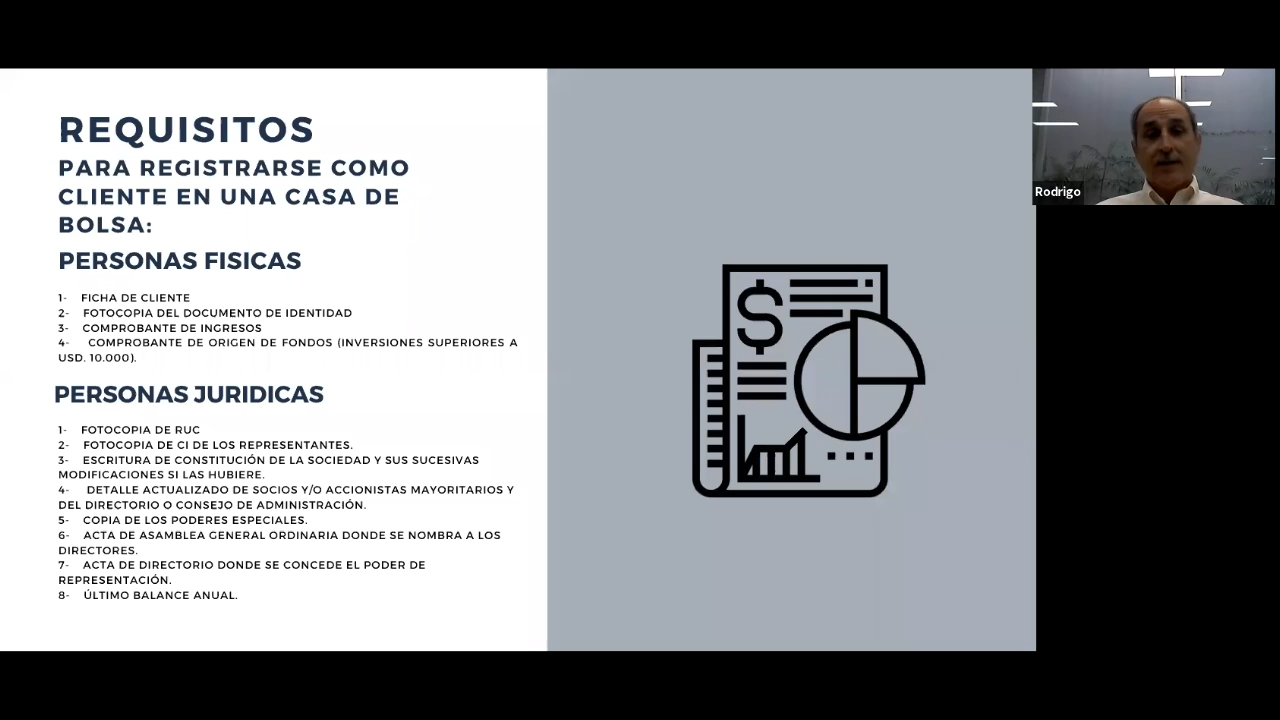 REQUISITOS
PARA REGISTRARSE COMO
CLIENTE EN UNA CASA DE
BOLSA:
PERSONAS FISICAS
1- FICHA DE CLIENTE
2- FOTOCOPIA DEL DOCUMENTO DE IDENTIDAD
3- COMPROBANTE DE INGRESOS
4- COMPROBANTE DE ORIGEN DE FONDOS (INVERSIONES SUPERIORES A
USD. 10.000).
PERSONAS JURIDICAS
1- FOTOCOPIA DE RUC
2- FOTOCOPIA DE CI DE LOS REPRESENTANTES.
3- ESCRITURA DE CONSTITUCIÓN DE LA SOCIEDAD Y SUS SUCESIVAS
MODIFICACIONES SI LAS HUBIERE.
4- DETALLE ACTUALIZADO DE SOCIOS Y/O ACCIONISTAS MAYORITARIOS Y
DEL DIRECTORIO O CONSEJO DE ADMINISTRACIÓN.
5- COPIA DE LOS PODERES ESPECIALES.
6- ACTA DE ASAMBLEA GENERAL ORDINARIA DONDE SE NOMBRA A LOS
DIRECTORES.
7- ACTA DE DIRECTORIO DONDE SE CONCEDE EL PODER DE
REPRESENTACIÓN.
8- ÚLTIMO BALANCE ANUAL.
$
Rodrigo